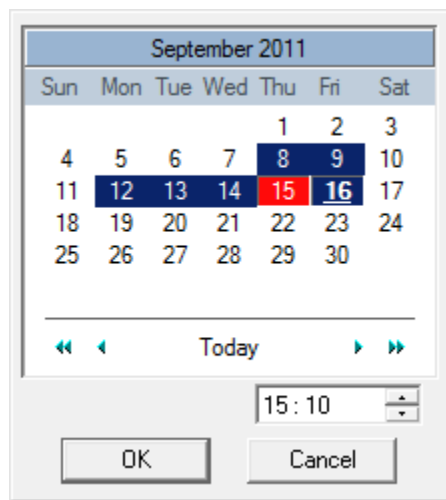 September 2011
Sun Mon Tue Wed Thu Fri Sat
1 2 3
4 5 6 7 8 9 10
11 12 13 14 15 16 17
18 19 20 21 22 23 24
25 26 27 28 29 30
Today
15: 10
OK Cancel